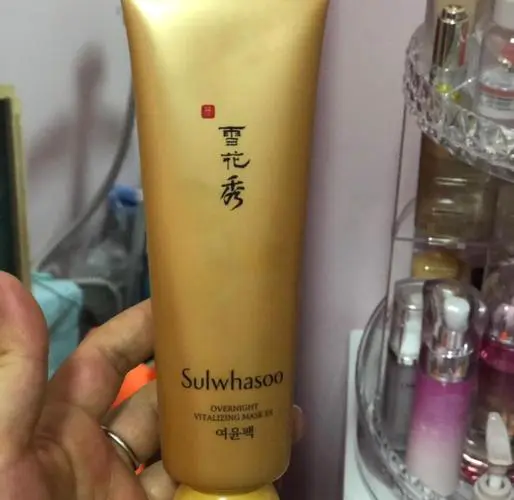 雪
花
秀
Sulwhasoo
OVERNIGHT
VITALIZING MASK EX
여윤팩